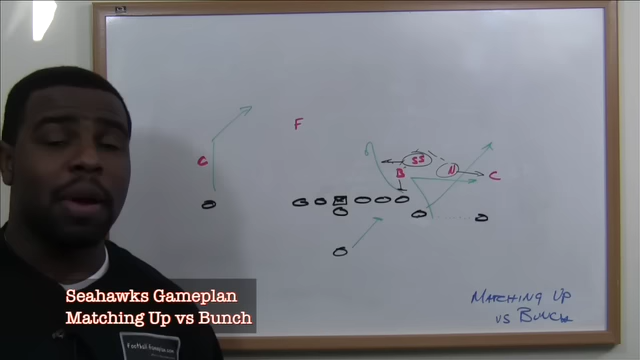 F
C
SS
B
N
C
Matching Up
vs Bunch
Seahawks Gameplan
Matching Up vs Bunch